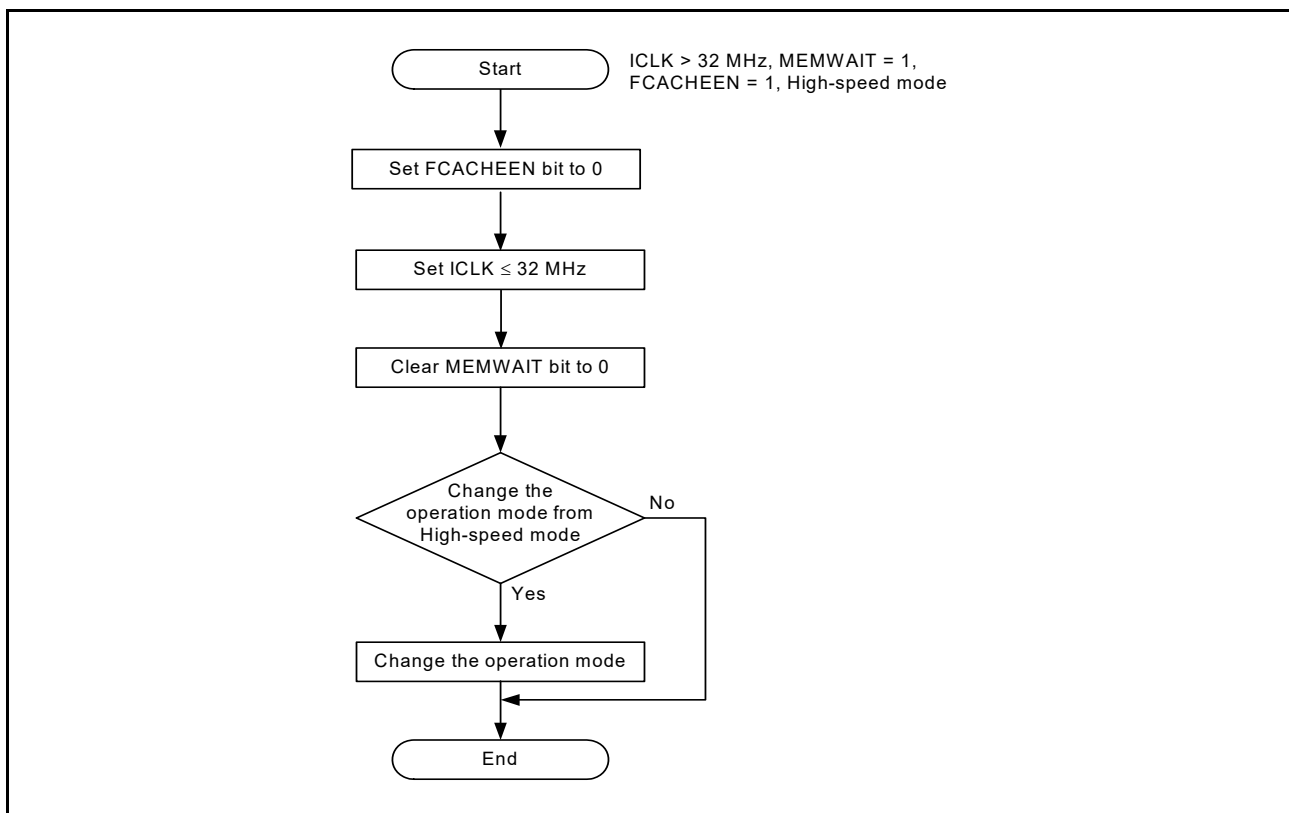 Start
ICLK > 32 MHz, MEMWAIT = 1,
FCACHEEN = 1, High-speed mode
Set FCACHEEN bit to 0
Set ICLK ≤ 32 MHz
Clear MEMWAIT bit to 0
Change the
operation mode from
High-speed mode
No
Yes
Change the operation mode
End